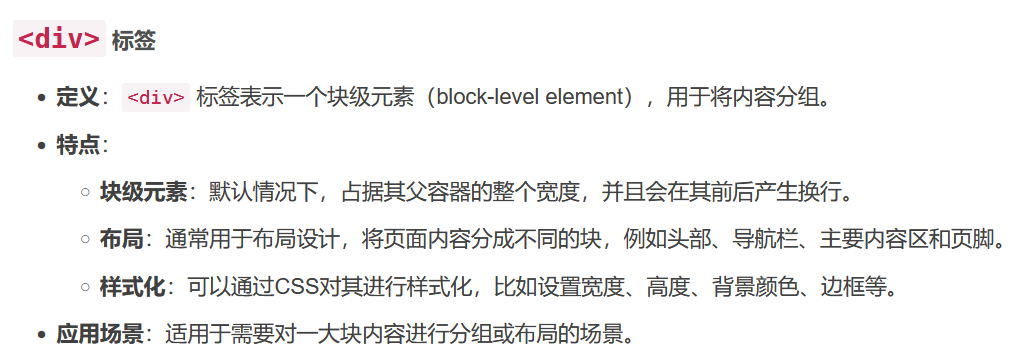 <div> 标签
• 定义：<div> 标签表示一个块级元素（block-level element），用于将内容分组。
• 特点：
◦ 块级元素：默认情况下，占据其父容器的整个宽度，并且会在其前后产生换行。
◦ 布局：通常用于布局设计，将页面内容分成不同的块，例如头部、导航栏、主要内容区和页脚。
◦ 样式化：可以通过CSS对其进行样式化，比如设置宽度、高度、背景颜色、边框等。
• 应用场景：适用于需要对一大块内容进行分组或布局的场景。